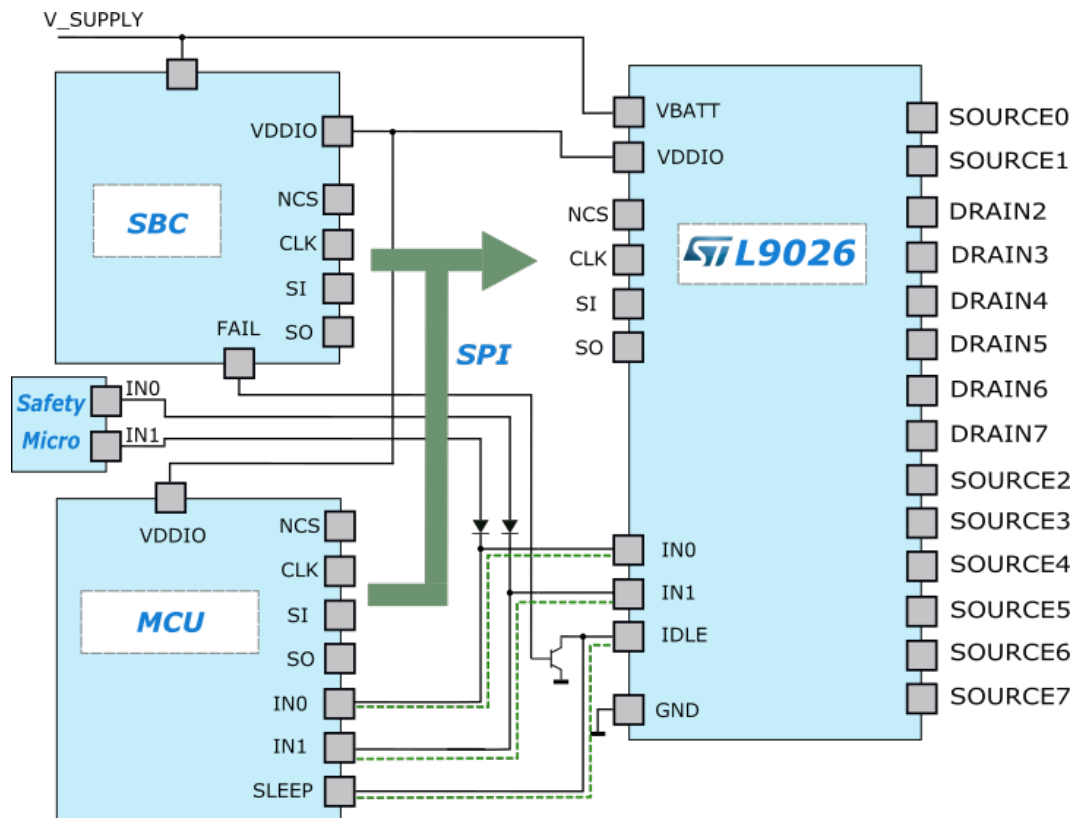 V_SUPPLY
VDDIO
NCS
CLK
SI
SO
SBC
FAIL
Safety
Micro
IN0
IN1
VDDIO
NCS
CLK
SI
SO
IN0
IN1
SLEEP
MCU
SPI
VBATT
VDDIO
NCS
CLK
SI
SO
IN0
IN1
IDLE
GND
ST L9026
SOURCE0
SOURCE1
DRAIN2
DRAIN3
DRAIN4
DRAIN5
DRAIN6
DRAIN7
SOURCE2
SOURCE3
SOURCE4
SOURCE5
SOURCE6
SOURCE7